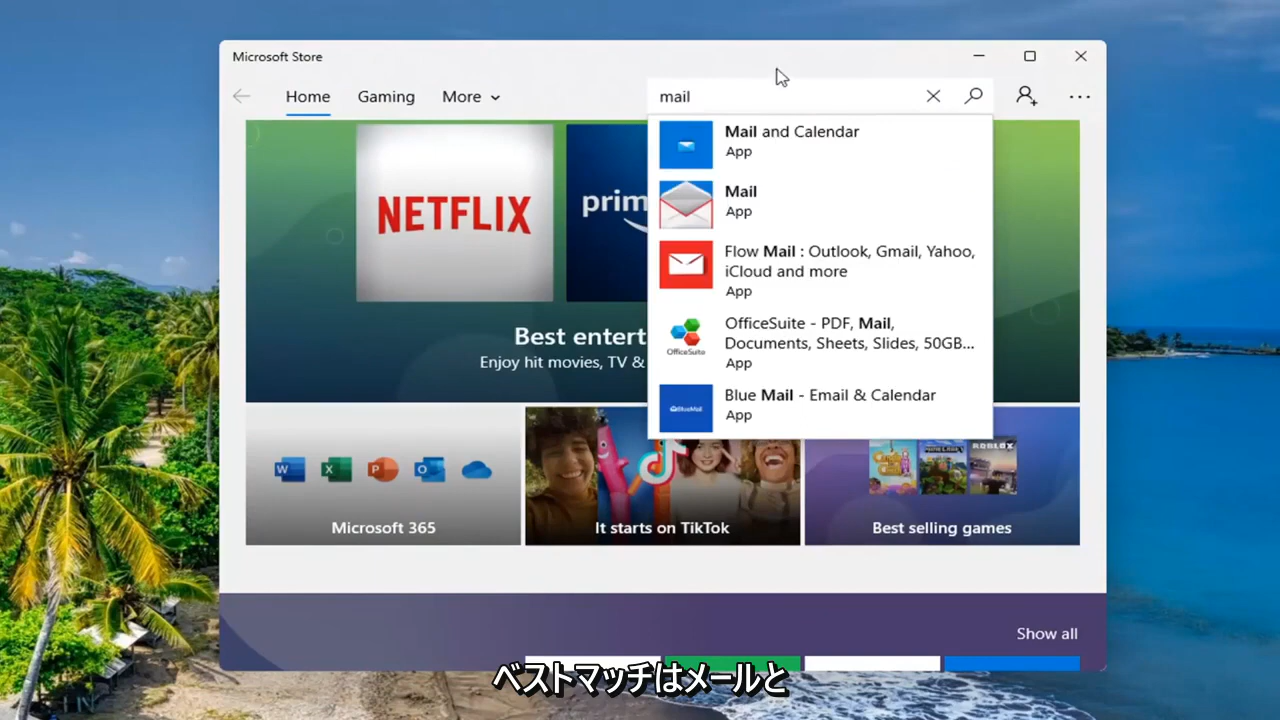 Microsoft Store
Home Gaming More
mail
Mail and Calendar
App
Mail
App
Flow Mail : Outlook, Gmail, Yahoo,
iCloud and more
App
OfficeSuite - PDF, Mail,
Documents, Sheets, Slides, 50GB...
App
OfficeSuite
Blue Mail - Email & Calendar
App
BlueMail
NETFLIX
prim
Best entert
Enjoy hit movies, TV &
W X P O
Microsoft 365
It starts on TikTok
ROBLOX
Best selling games
Show all
ベストマッチはメールと